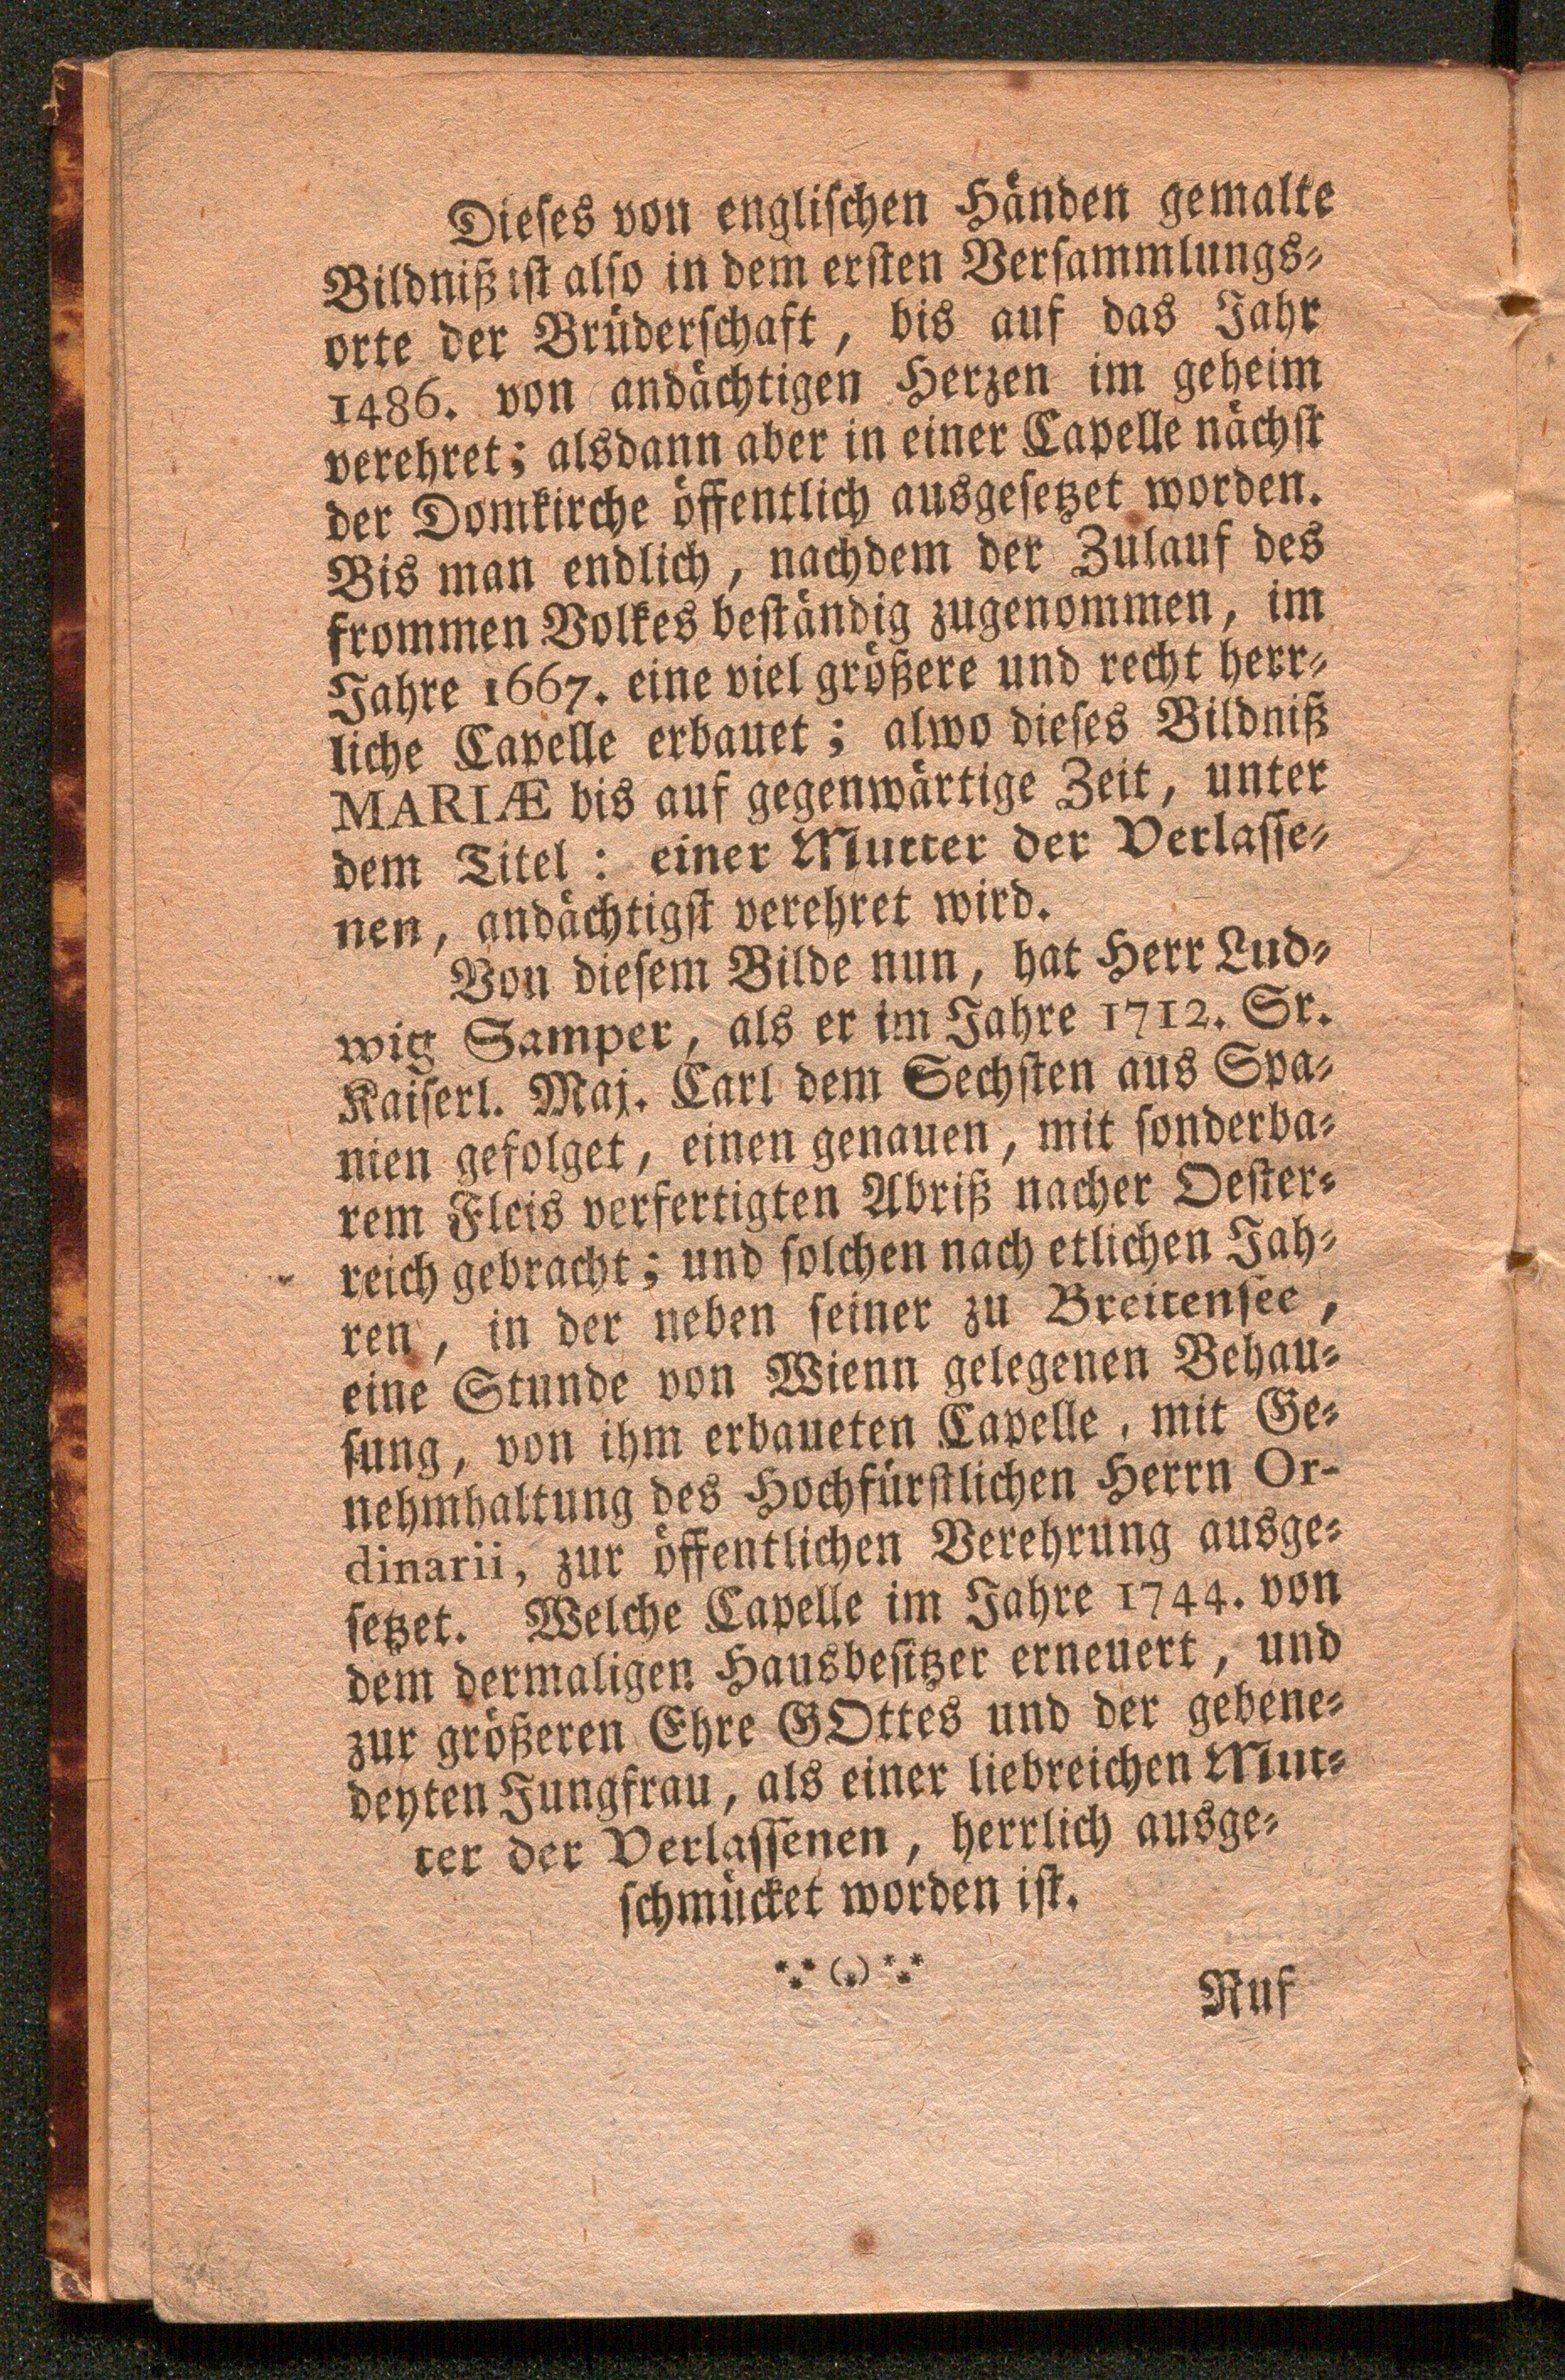 Dieses von englischen Händen gemalte
Bildniß ist also in dem ersten Versammlungs-
orte der Brüderschaft, bis auf das Jahr
1486. von andächtigen Herzen im geheim
verehret; alsdann aber in einer Capelle nächst
der Domkirche öffentlich ausgesetzet worden.
Bis man endlich, nachdem der Zulauf des
frommen Volkes beständig zugenommen, im
Jahre 1667. eine viel größere und recht herr-
liche Capelle erbauet; alwo dieses Bildniß
MARIÆ bis auf gegenwärtige Zeit, unter
dem Titel: einer Mutter der Verlasse-
nen, andächtigst verehret wird.
Von diesem Bilde nun, hat Herr Lud-
wig Samper, als er im Jahre 1712. Sr.
Kaiserl. Maj. Carl dem Sechsten aus Spa-
nien gefolget, einen genauen, mit sonderba-
rem Fleis verfertigten Abriß nacher Oester-
reich gebracht; und solchen nach etlichen Jah-
ren, in der neben seiner zu Breitensee,
eine Stunde von Wienn gelegenen Behau-
sung, von ihm erbaueten Capelle, mit Ge-
nehmhaltung des Hochfürstlichen Herrn Or-
dinarii, zur öffentlichen Verehrung ausge-
setzet. Welche Capelle im Jahre 1744. von
dem dermaligen Hausbesitzer erneuert, und
zur größeren Ehre GOttes und der gebene-
deyten Jungfrau, als einer liebreichen Mut-
ter der Verlassenen, herrlich ausge-
schmücket worden ist.
Ruf